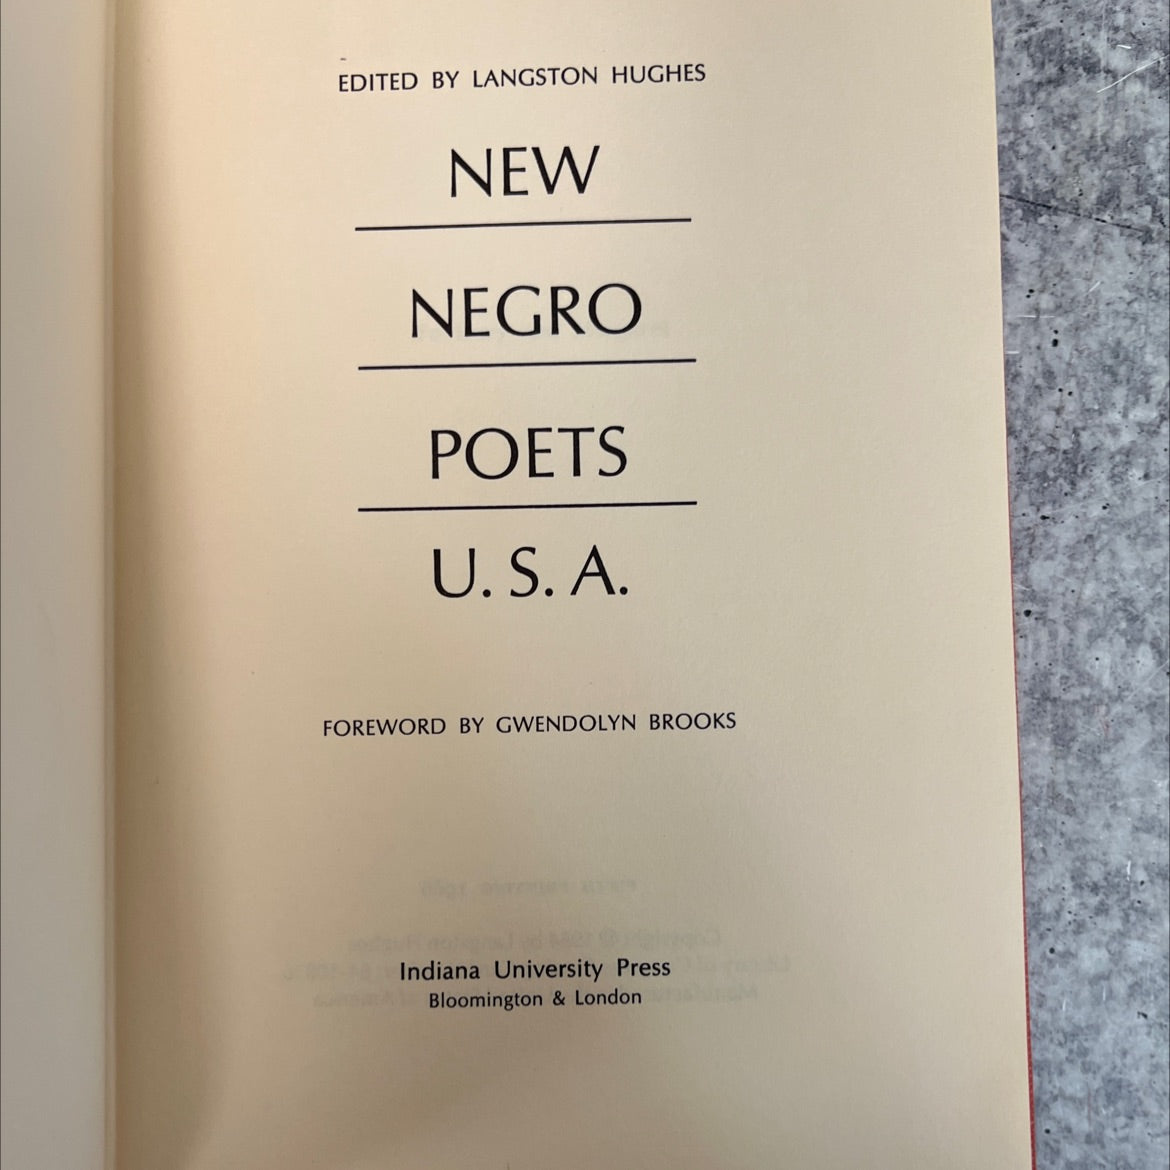 EDITED BY LANGSTON HUGHES
NEW
NEGRO
POETS
U. S. A.
FOREWORD BY GWENDOLYN BROOKS
Indiana University Press
Bloomington & London